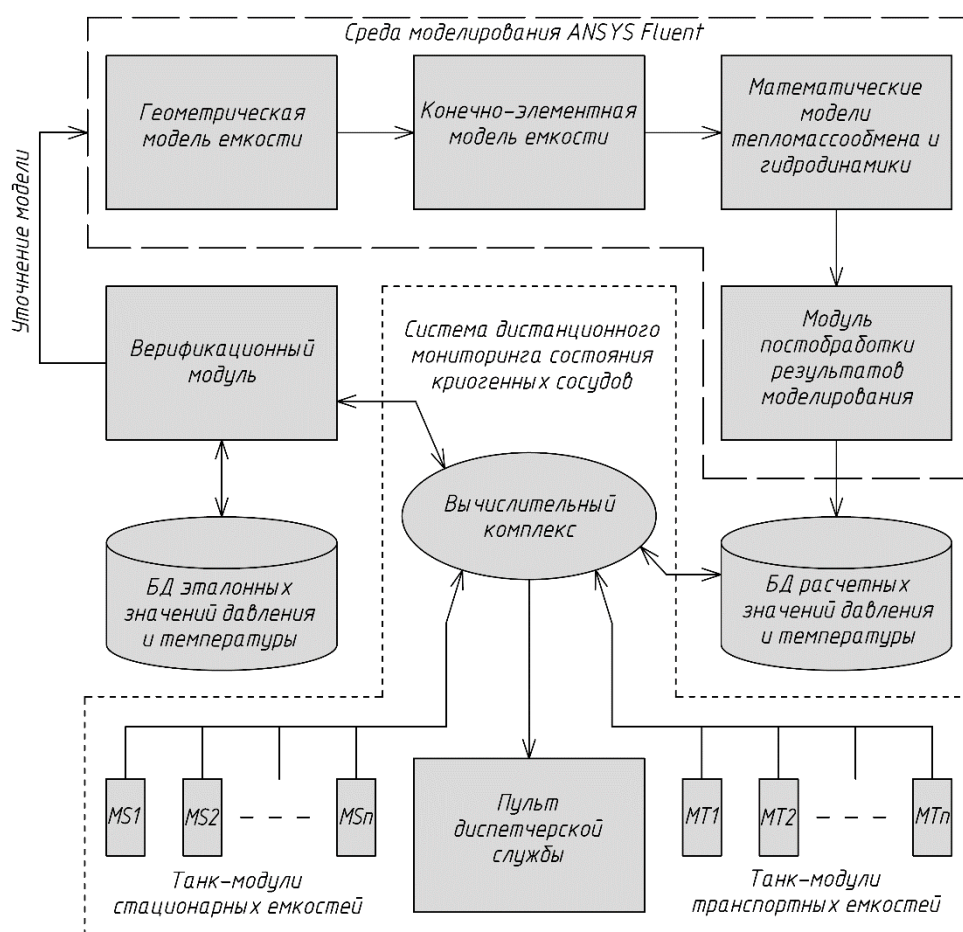 Среда моделирования ANSYS Fluent
Геометрическая
модель емкости
Конечно-элементная
модель емкости
Математические
модели
тепломассообмена и
гидродинамики
Уточнение модели
Верификационный
модуль
Система дистанционного
мониторинга состояния
криогенных сосудов
Модуль
постобработки
результатов
моделирования
Вычислительный
комплекс
БД эталонных
значений давления
и температуры
БД расчетных
значений давления
и температуры
MS1
MS2
MSn
Пульт
диспетчерской
службы
MT1
MT2
MTn
Танк-модули
стационарных емкостей
Танк-модули
транспортных емкостей